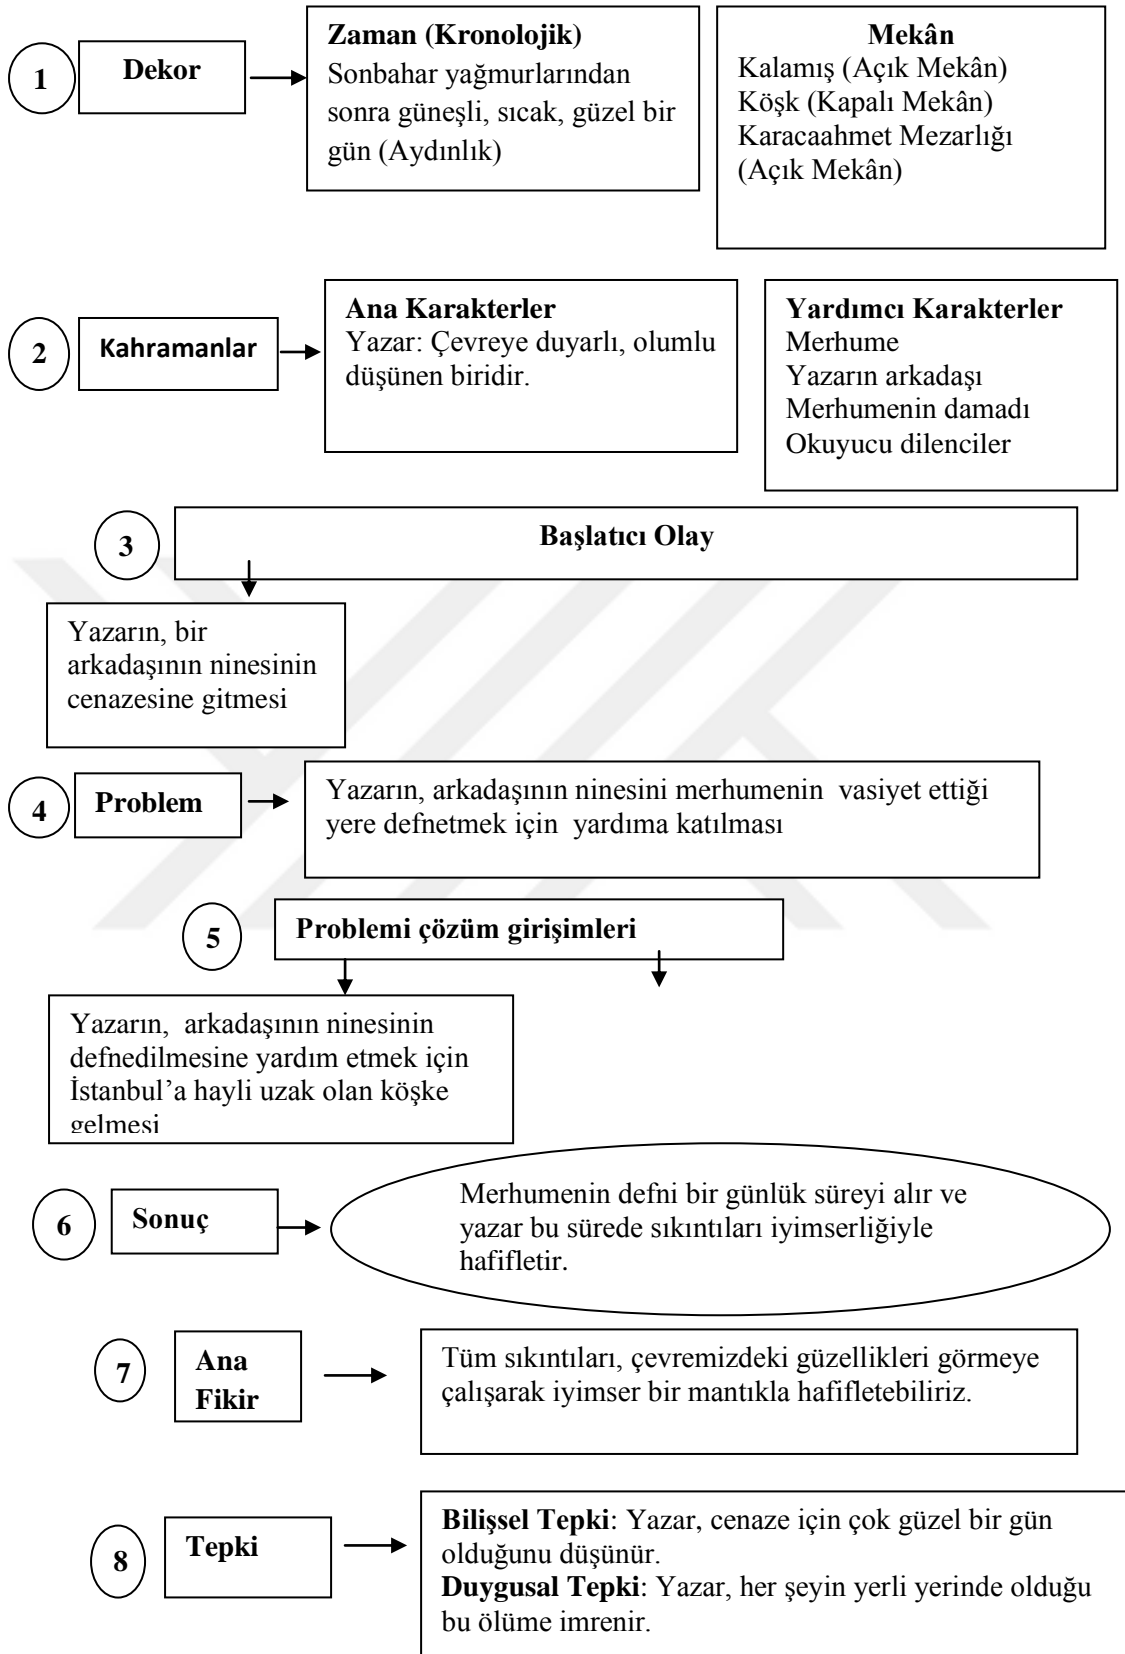 1
Dekor
Zaman (Kronolojik)
Sonbahar yağmurlarından
sonra güneşli, sıcak, güzel bir
gün (Aydınlık)
Mekân
Kalamış (Açık Mekân)
Köşk (Kapalı Mekân)
Karacaahmet Mezarlığı
(Açık Mekân)
2
Kahramanlar
Ana Karakterler
Yazar: Çevreye duyarlı, olumlu
düşünen biridir.
Yardımcı Karakterler
Merhume
Yazarın arkadaşı
Merhumenin damadı
Okuyucu dilenciler
3
Başlatıcı Olay
Yazarın, bir
arkadaşının ninesinin
cenazesine gitmesi
4
Problem
Yazarın, arkadaşının ninesini merhumenin vasiyet ettiği
yere defnetmek için yardıma katılması
5
Problemi çözüm girişimleri
Yazarın, arkadaşının ninesinin
defnedilmesine yardım etmek için
İstanbul’a hayli uzak olan köşke
gelmesi
6
Sonuç
Merhumenin defni bir günlük süreyi alır ve
yazar bu sürede sıkıntıları iyimserliğiyle
hafifletir.
7
Ana
Fikir
Tüm sıkıntıları, çevremizdeki güzellikleri görmeye
çalışarak iyimser bir mantıkla hafifletebiliriz.
8
Tepki
Bilişsel Tepki: Yazar, cenaze için çok güzel bir gün
olduğunu düşünür.
Duygusal Tepki: Yazar, her şeyin yerli yerinde olduğu
bu ölüme imrenir.